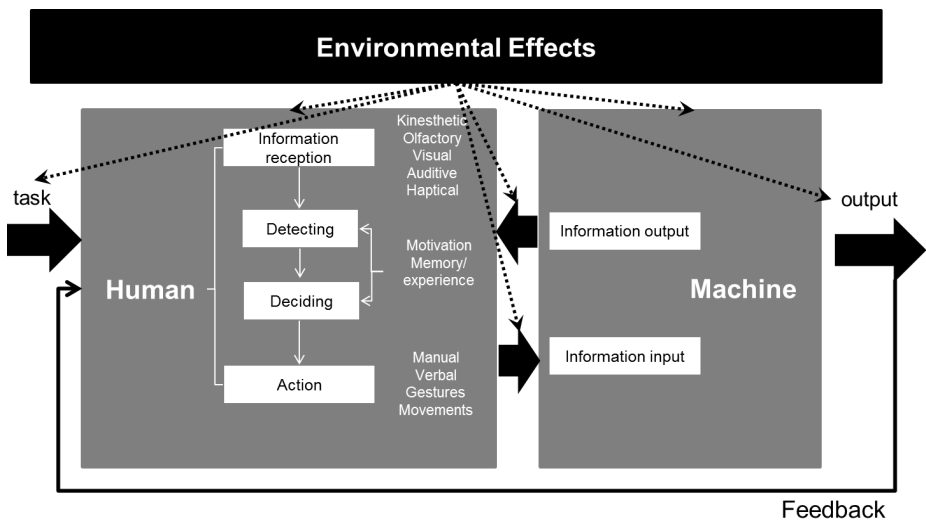 Environmental Effects
Information
reception
Kinesthetic
Olfactory
Visual
Auditive
Haptical
task
output
Detecting
Information output
Motivation
Memory/
experience
Human
Deciding
Machine
Information input
Action
Manual
Verbal
Gestures
Movements
Feedback